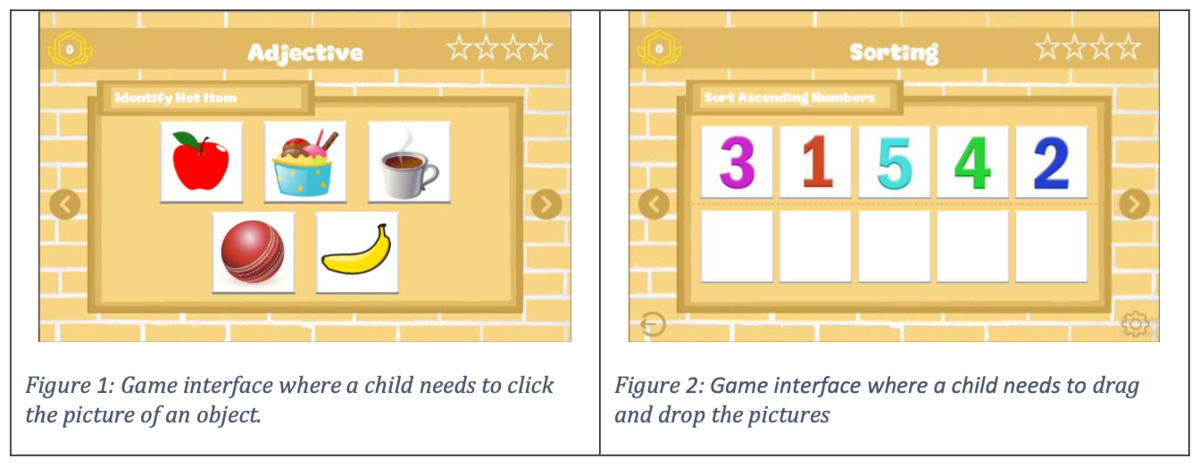 0
Adjective
Identify Hot Item
Figure 1: Game interface where a child needs to click
the picture of an object.
0
Sorting
Sort Ascending Numbers
3 1 5 4 2
Figure 2: Game interface where a child needs to drag
and drop the pictures